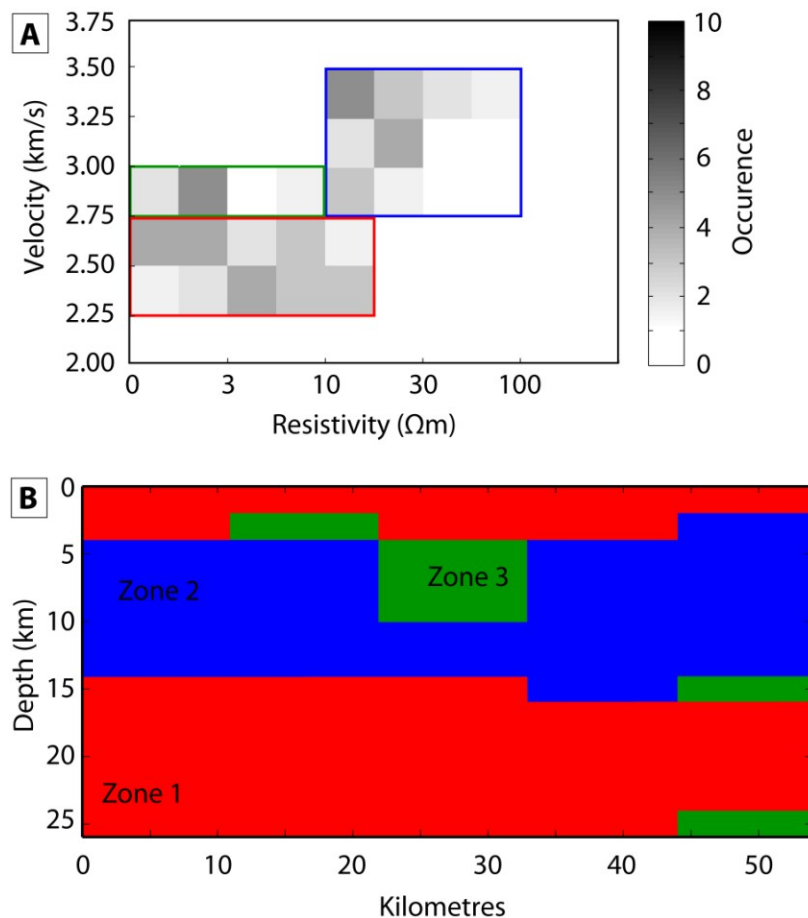 A
3.75
3.50
3.25
3.00
2.75
2.50
2.25
2.00
Velocity (km/s)
0 3 10 30 100
Resistivity (Ωm)
10
8
6
4
2
0
Occurence
B
0
5
10
15
20
25
Depth (km)
Zone 2
Zone 3
Zone 1
0 10 20 30 40 50
Kilometres